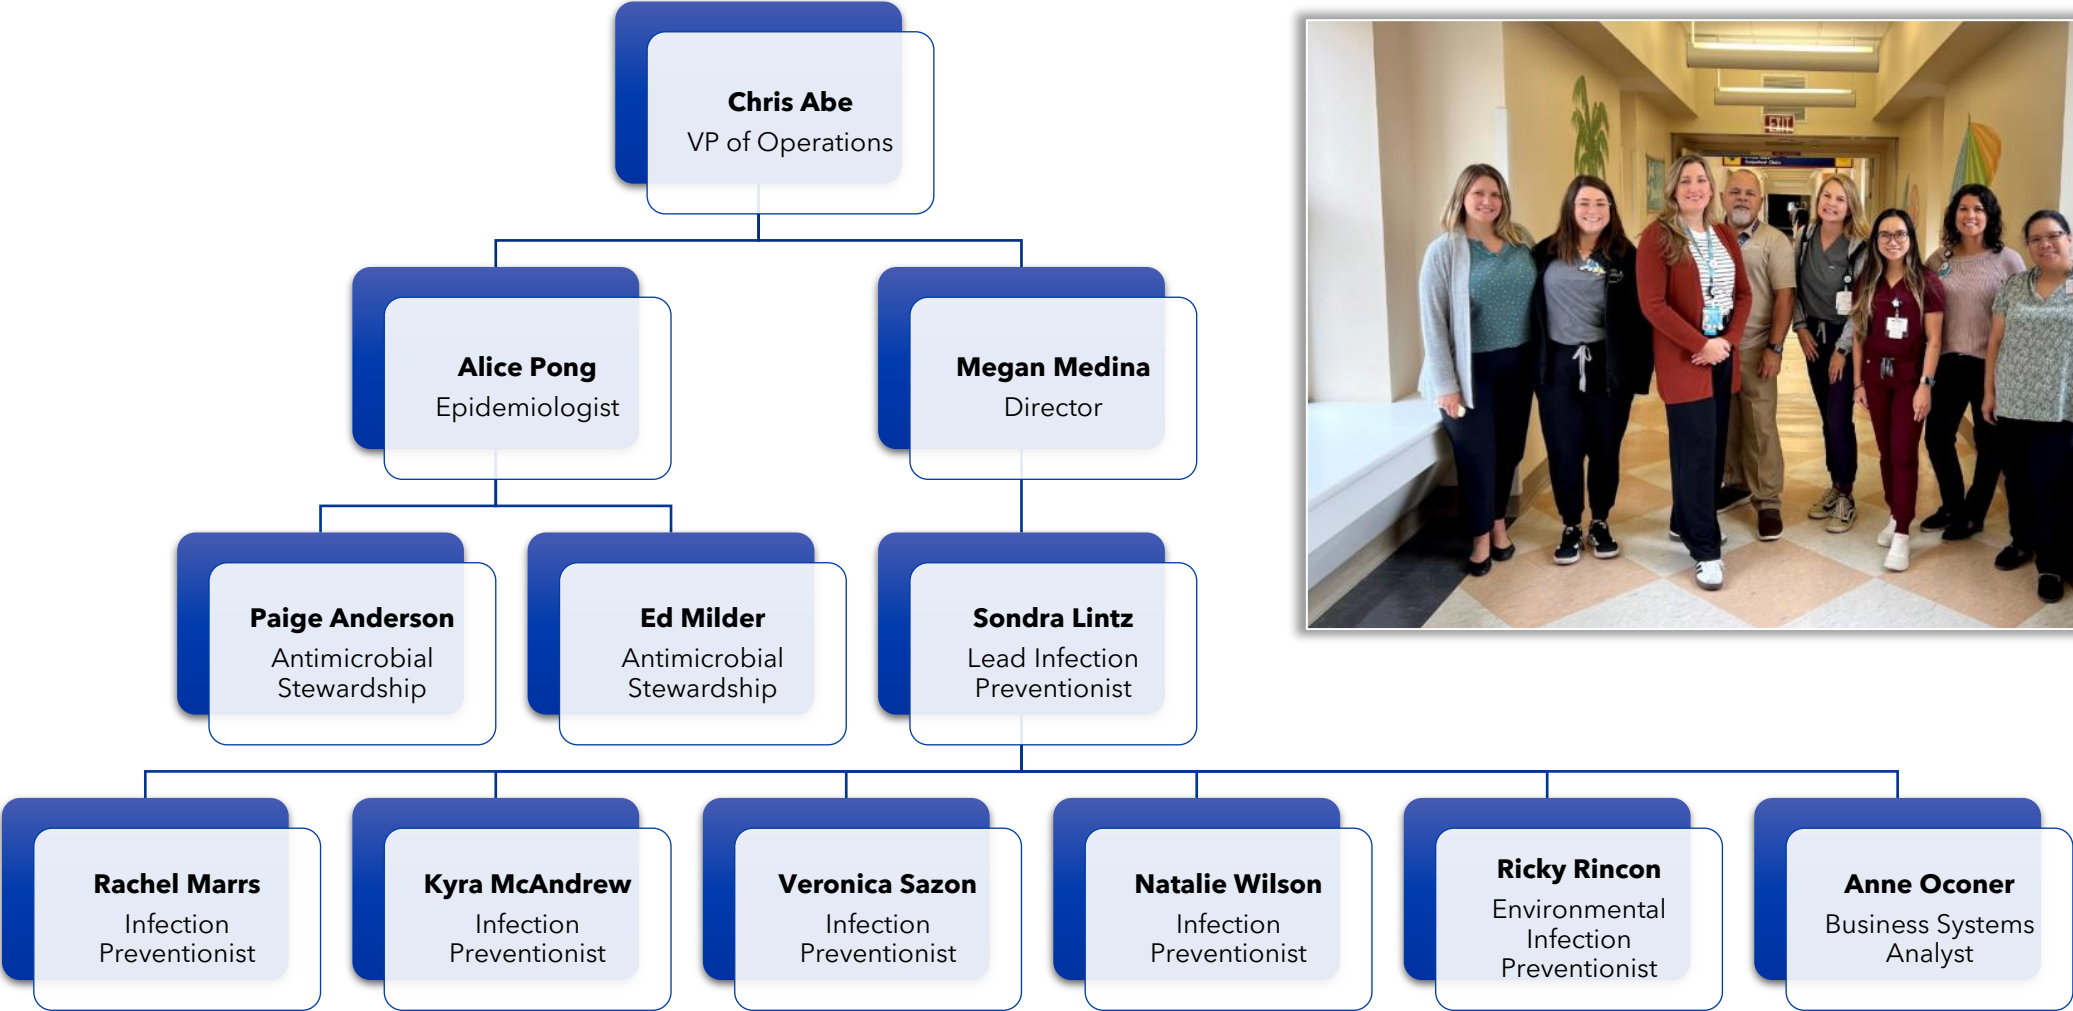 Chris Abe
VP of Operations
EXIT
Alice Pong
Epidemiologist
Megan Medina
Director
Paige Anderson
Antimicrobial
Stewardship
Ed Milder
Antimicrobial
Stewardship
Sondra Lintz
Lead Infection
Preventionist
Rachel Marrs
Infection
Preventionist
Kyra McAndrew
Infection
Preventionist
Veronica Sazon
Infection
Preventionist
Natalie Wilson
Infection
Preventionist
Ricky Rincon
Environmental
Infection
Preventionist
Anne Oconer
Business Systems
Analyst